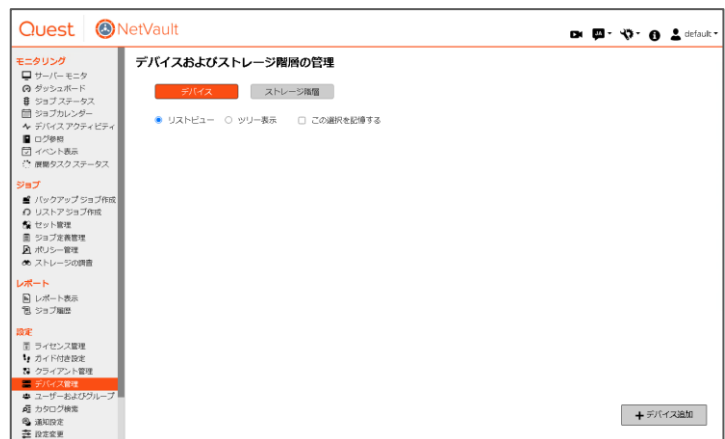 Quest NetVault
JA default
モニタリング
サーバーモニタ
ダッシュボード
ジョブステータス
ジョブカレンダー
デバイスアクティビティ
ログ参照
イベント表示
展開タスクステータス
ジョブ
バックアップジョブ作成
リストアジョブ作成
セット管理
ジョブ定義管理
ポリシー管理
ストレージの調査
レポート
レポート表示
ジョブ履歴
設定
ライセンス管理
ガイド付き設定
クライアント管理
デバイス管理
ユーザーおよびグループ
カタログ検索
通知設定
設定変更
デバイスおよびストレージ階層の管理
デバイス ストレージ階層
リストビュー ツリー表示 この選択を記憶する
+デバイス追加